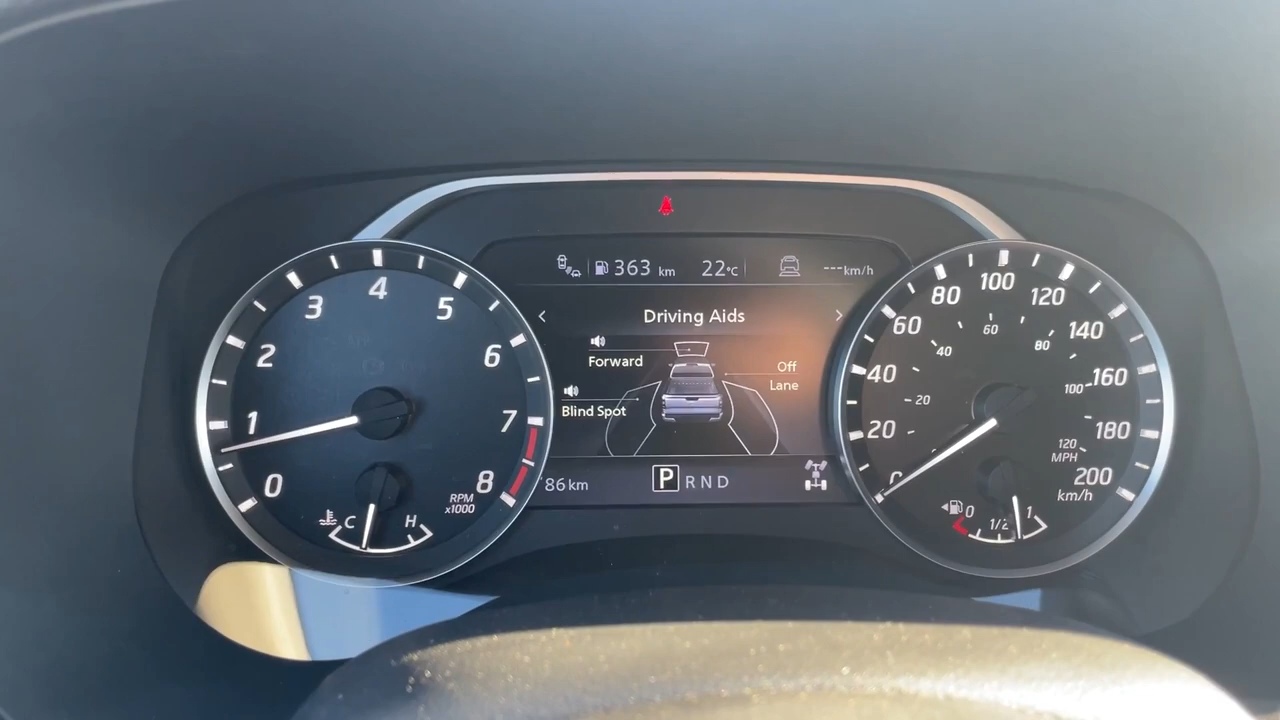 363 km
22°C
---km/h
Driving Aids
Forward
Off
Lane
Blind Spot
86 km
P R N D
0
1
2
3
4
5
6
7
8
RPM
x1000
C
H
0
20
40
60
80
100
120
140
160
180
200
km/h
20
40
60
80
100
120
MPH
0
1/2
1